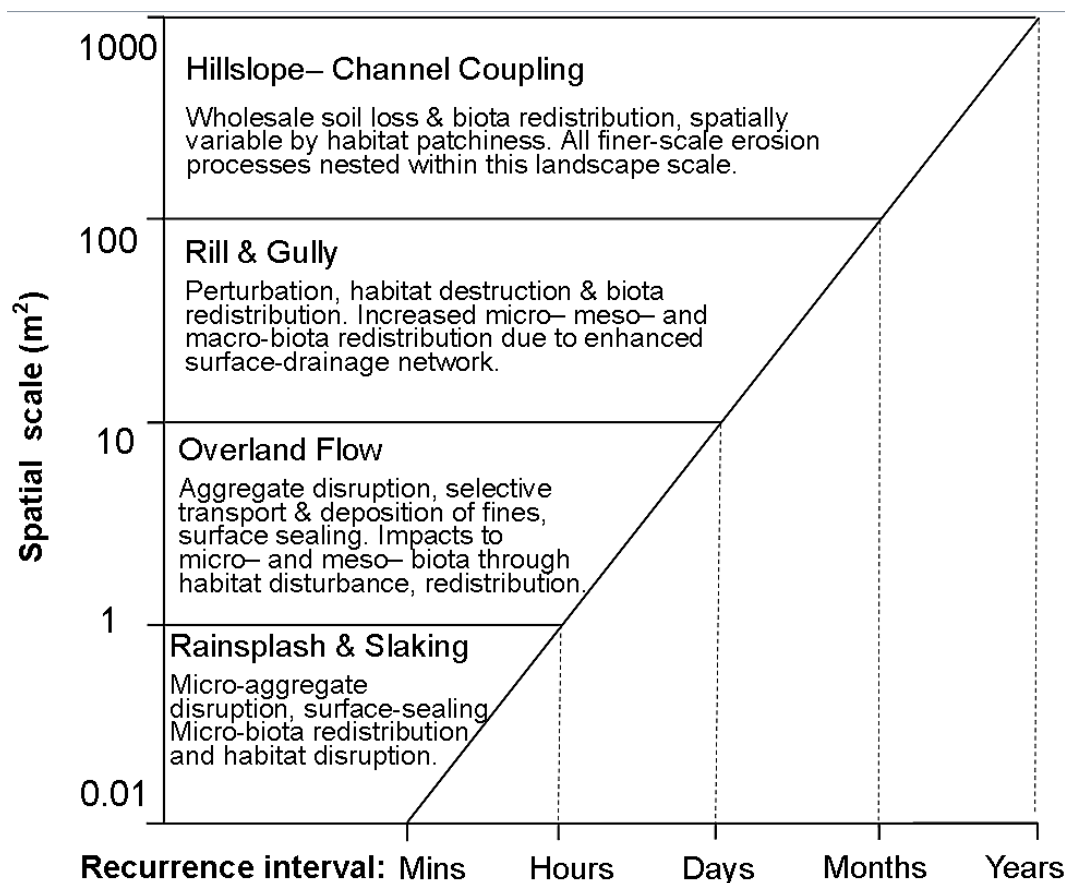 1000
Hillslope– Channel Coupling
Wholesale soil loss & biota redistribution, spatially
variable by habitat patchiness. All finer-scale erosion
processes nested within this landscape scale.
100
Rill & Gully
Perturbation, habitat destruction & biota
redistribution. Increased micro– meso– and
macro-biota redistribution due to enhanced
surface-drainage network.
10
Overland Flow
Aggregate disruption, selective
transport & deposition of fines,
surface sealing. Impacts to
micro– and meso– biota through
habitat disturbance, redistribution.
1
Rainsplash & Slaking
Micro-aggregate
disruption, surface-sealing
Micro-biota redistribution
and habitat disruption.
0.01
Spatial scale (m²)
Recurrence interval: Mins Hours Days Months Years